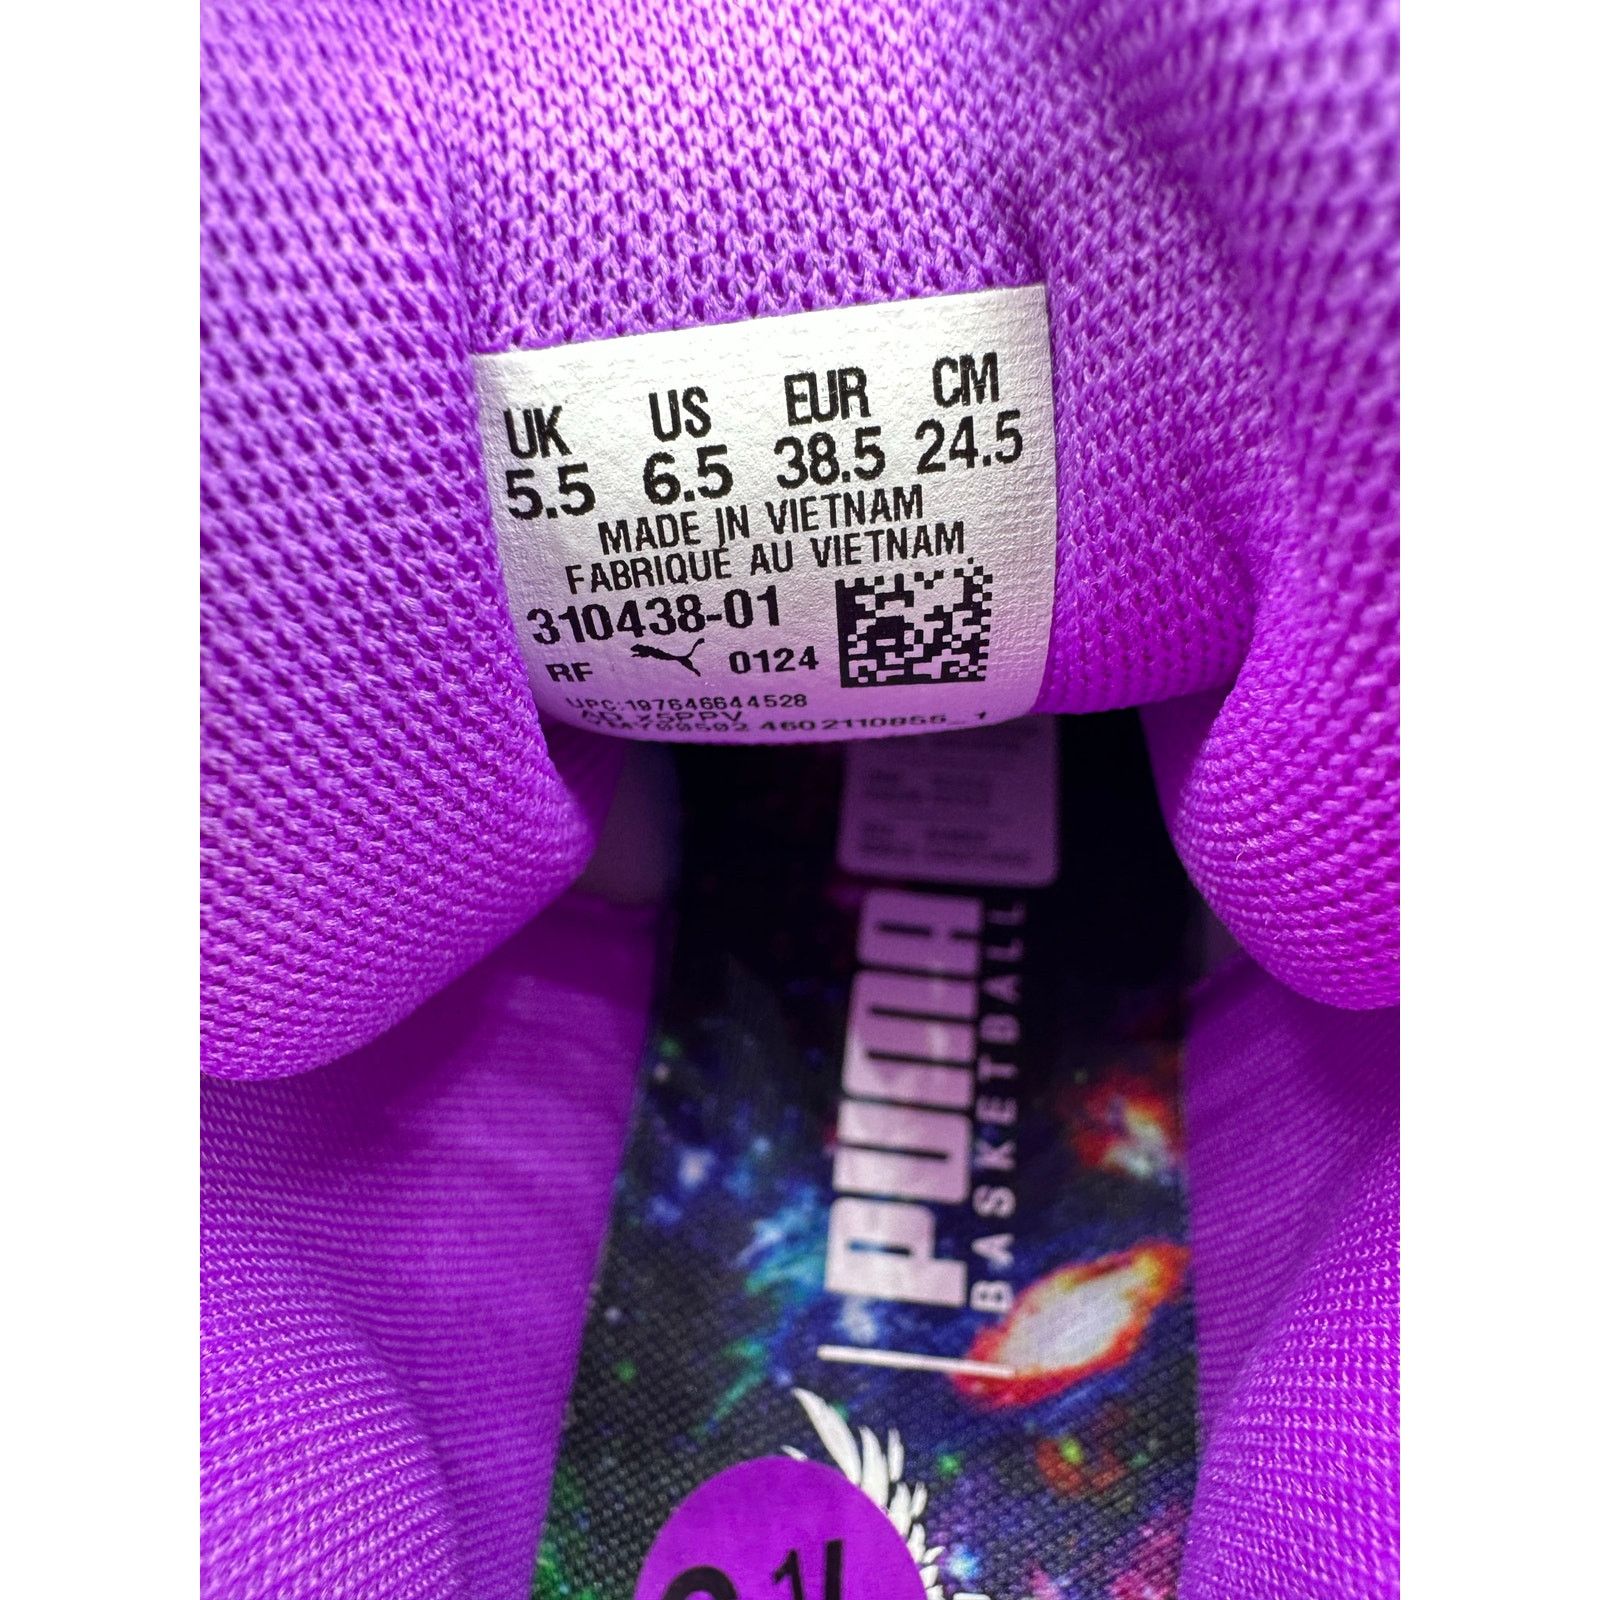 UK US EUR CM
5.5 6.5 38.5 24.5
MADE IN VIETNAM
FABRIQUÉ AU VIETNAM
310438-01
RF 0124
UPC:197646644528
PUMA
BASKETBALL